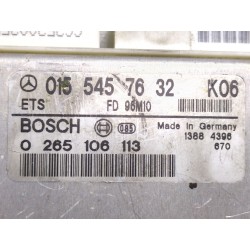 015 545 76 32 K06
ETS FD 96M10
BOSCH 085 Made in Germany
1388 4396
0 265 106 113 670